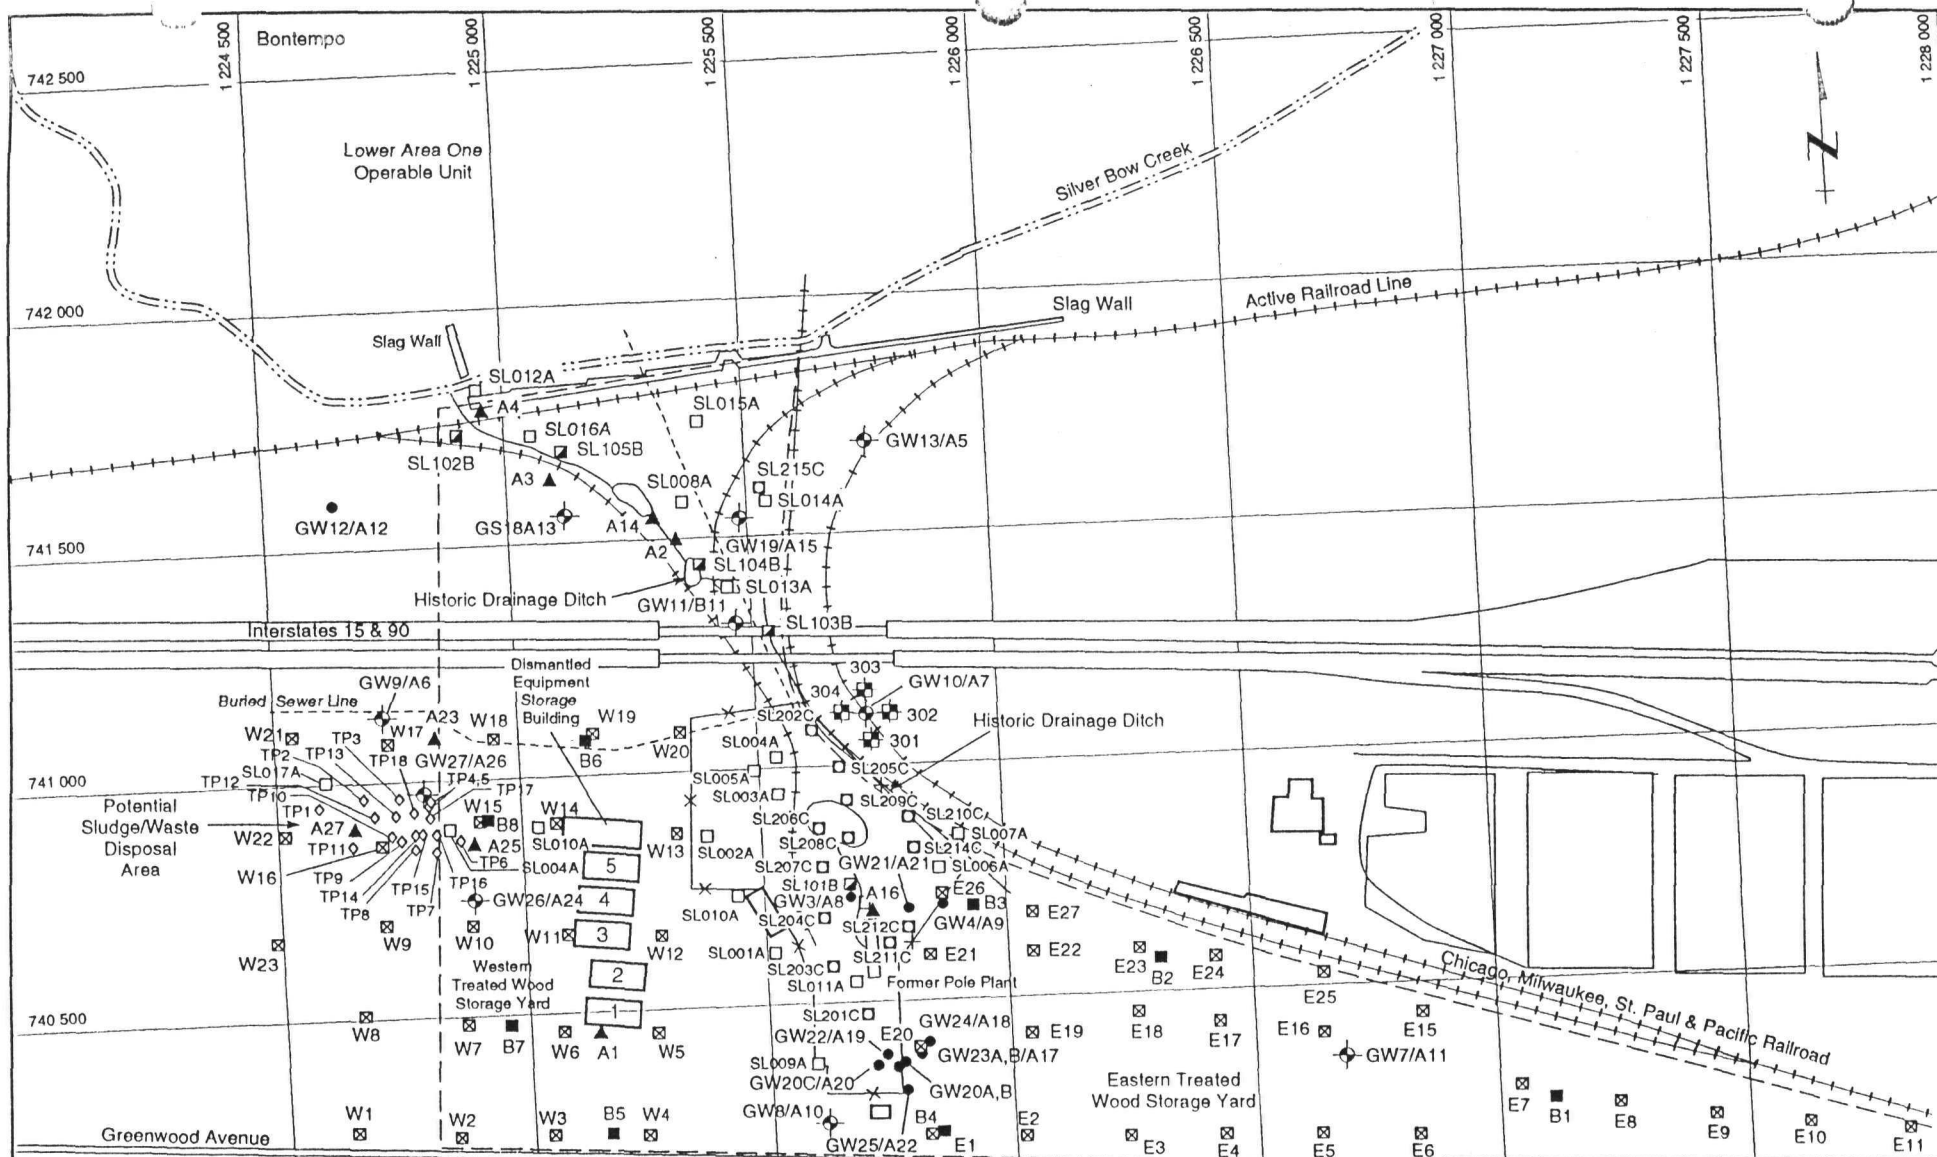 1 224 500
1 225 000
1 225 500
1 226 000
1 226 500
1 227 000
1 227 500
1 228 000
Bontempo
742 500
Lower Area One
Operable Unit
Silver Bow Creek
N
742 000
Slag Wall
Slag Wall
Active Railroad Line
SL012A
A4
SL015A
SL016A
SL105B
SL102B
GW13/A5
A3
SL008A
SL215C
SL014A
GW12/A12
GS18A13
A14
A2
GW19/A15
741 500
SL104B
SL013A
Historic Drainage Ditch
GW11/B11
SL103B
Interstates 15 & 90
Dismantled
Equipment
Storage
Building
303
304
GW10/A7
302
301
GW9/A6
Buried Sewer Line
A23
W18
W19
SL202C
Historic Drainage Ditch
W21
TP3
W17
B6
W20
SL004A
TP2
TP13
TP18
GW27/A26
SL205C
TP12
SL017A
TP4,5
SL005A
741 000
TP10
TP17
SL003A
SL209C
SL210C
Potential
Sludge/Waste
Disposal
Area
TP1
W15
B8
W14
SL206C
SL007A
A27
SL010A
SL208C
SL214C
W22
TP11
A25
W13
SL002A
GW21/A21
SL006A
TP6
SL004A
5
SL207C
W16
TP9
TP15
TP16
SL101B
A16
E26
TP14
GW26/A24
4
GW3/A8
B3
TP8
TP7
SL010A
SL204C
GW4/A9
E27
W9
W10
W11
3
W12
SL212C
E21
E22
W23
SL001A
SL211C
E23
B2
E24
Western
Treated Wood
Storage Yard
2
SL203C
SL011A
Former Pole Plant
E25
Chicago, Milwaukee, St. Paul & Pacific Railroad
1
SL201C
GW24/A18
740 500
W8
W7
B7
W6
A1
W5
GW22/A19
E20
E19
E18
E17
E16
E15
SL009A
GW23A,B/A17
GW7/A11
GW20C/A20
GW20A,B
Eastern Treated
Wood Storage Yard
E7
B1
E8
E9
E10
E11
Greenwood Avenue
W1
W2
W3
B5
W4
GW8/A10
GW25/A22
B4
E1
E2
E3
E4
E5
E6